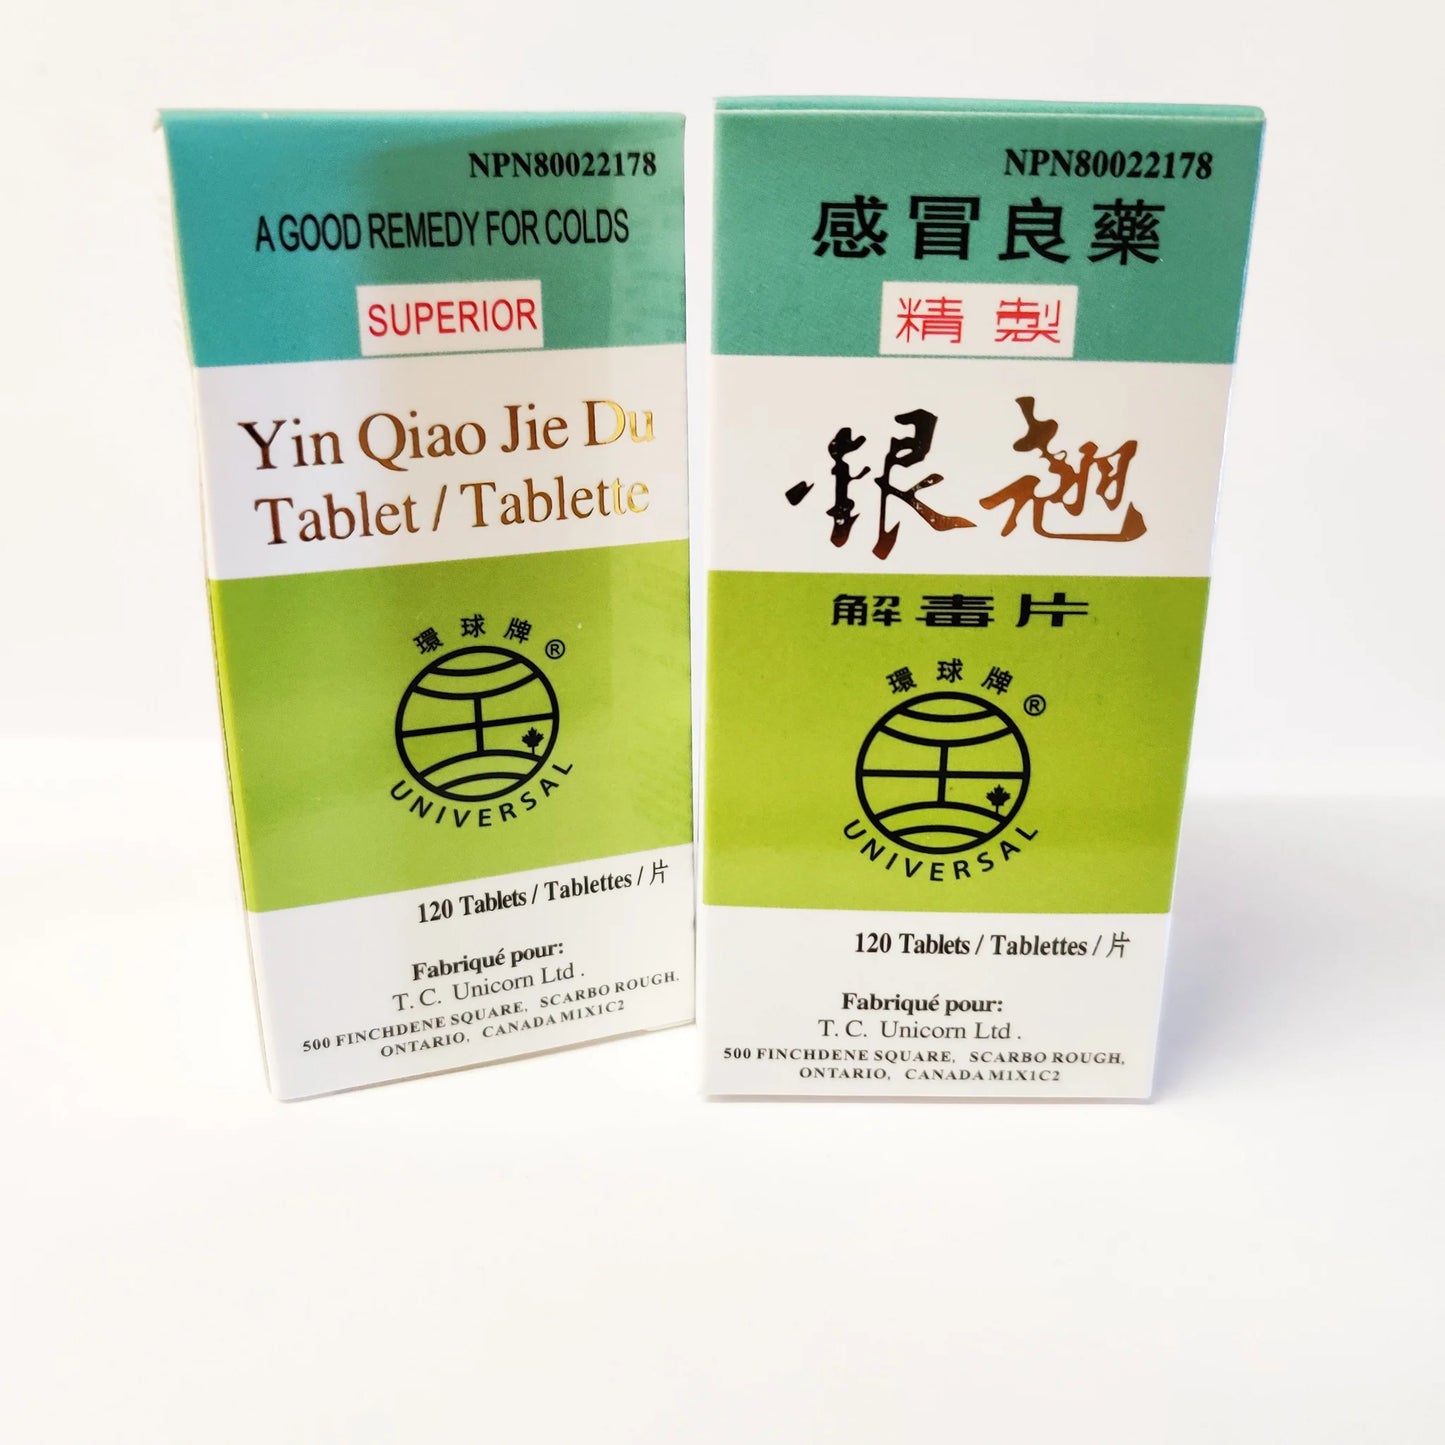 NPN80022178
A GOOD REMEDY FOR COLDS
SUPERIOR
Yin Qiao Jie Du
Tablet / Tablette
環球牌®
UNIVERSAL
120 Tablets / Tablettes / 片
Fabriqué pour:
T. C. Unicorn Ltd .
500 FINCHDENE SQUARE, SCARBO ROUGH.
ONTARIO, CANADA M1X1C2
NPN80022178
感冒良藥
精製
銀翹
解毒片
環球牌®
UNIVERSAL
120 Tablets / Tablettes / 片
Fabriqué pour:
T. C. Unicorn Ltd .
500 FINCHDENE SQUARE, SCARBO ROUGH,
ONTARIO, CANADA M1X1C2